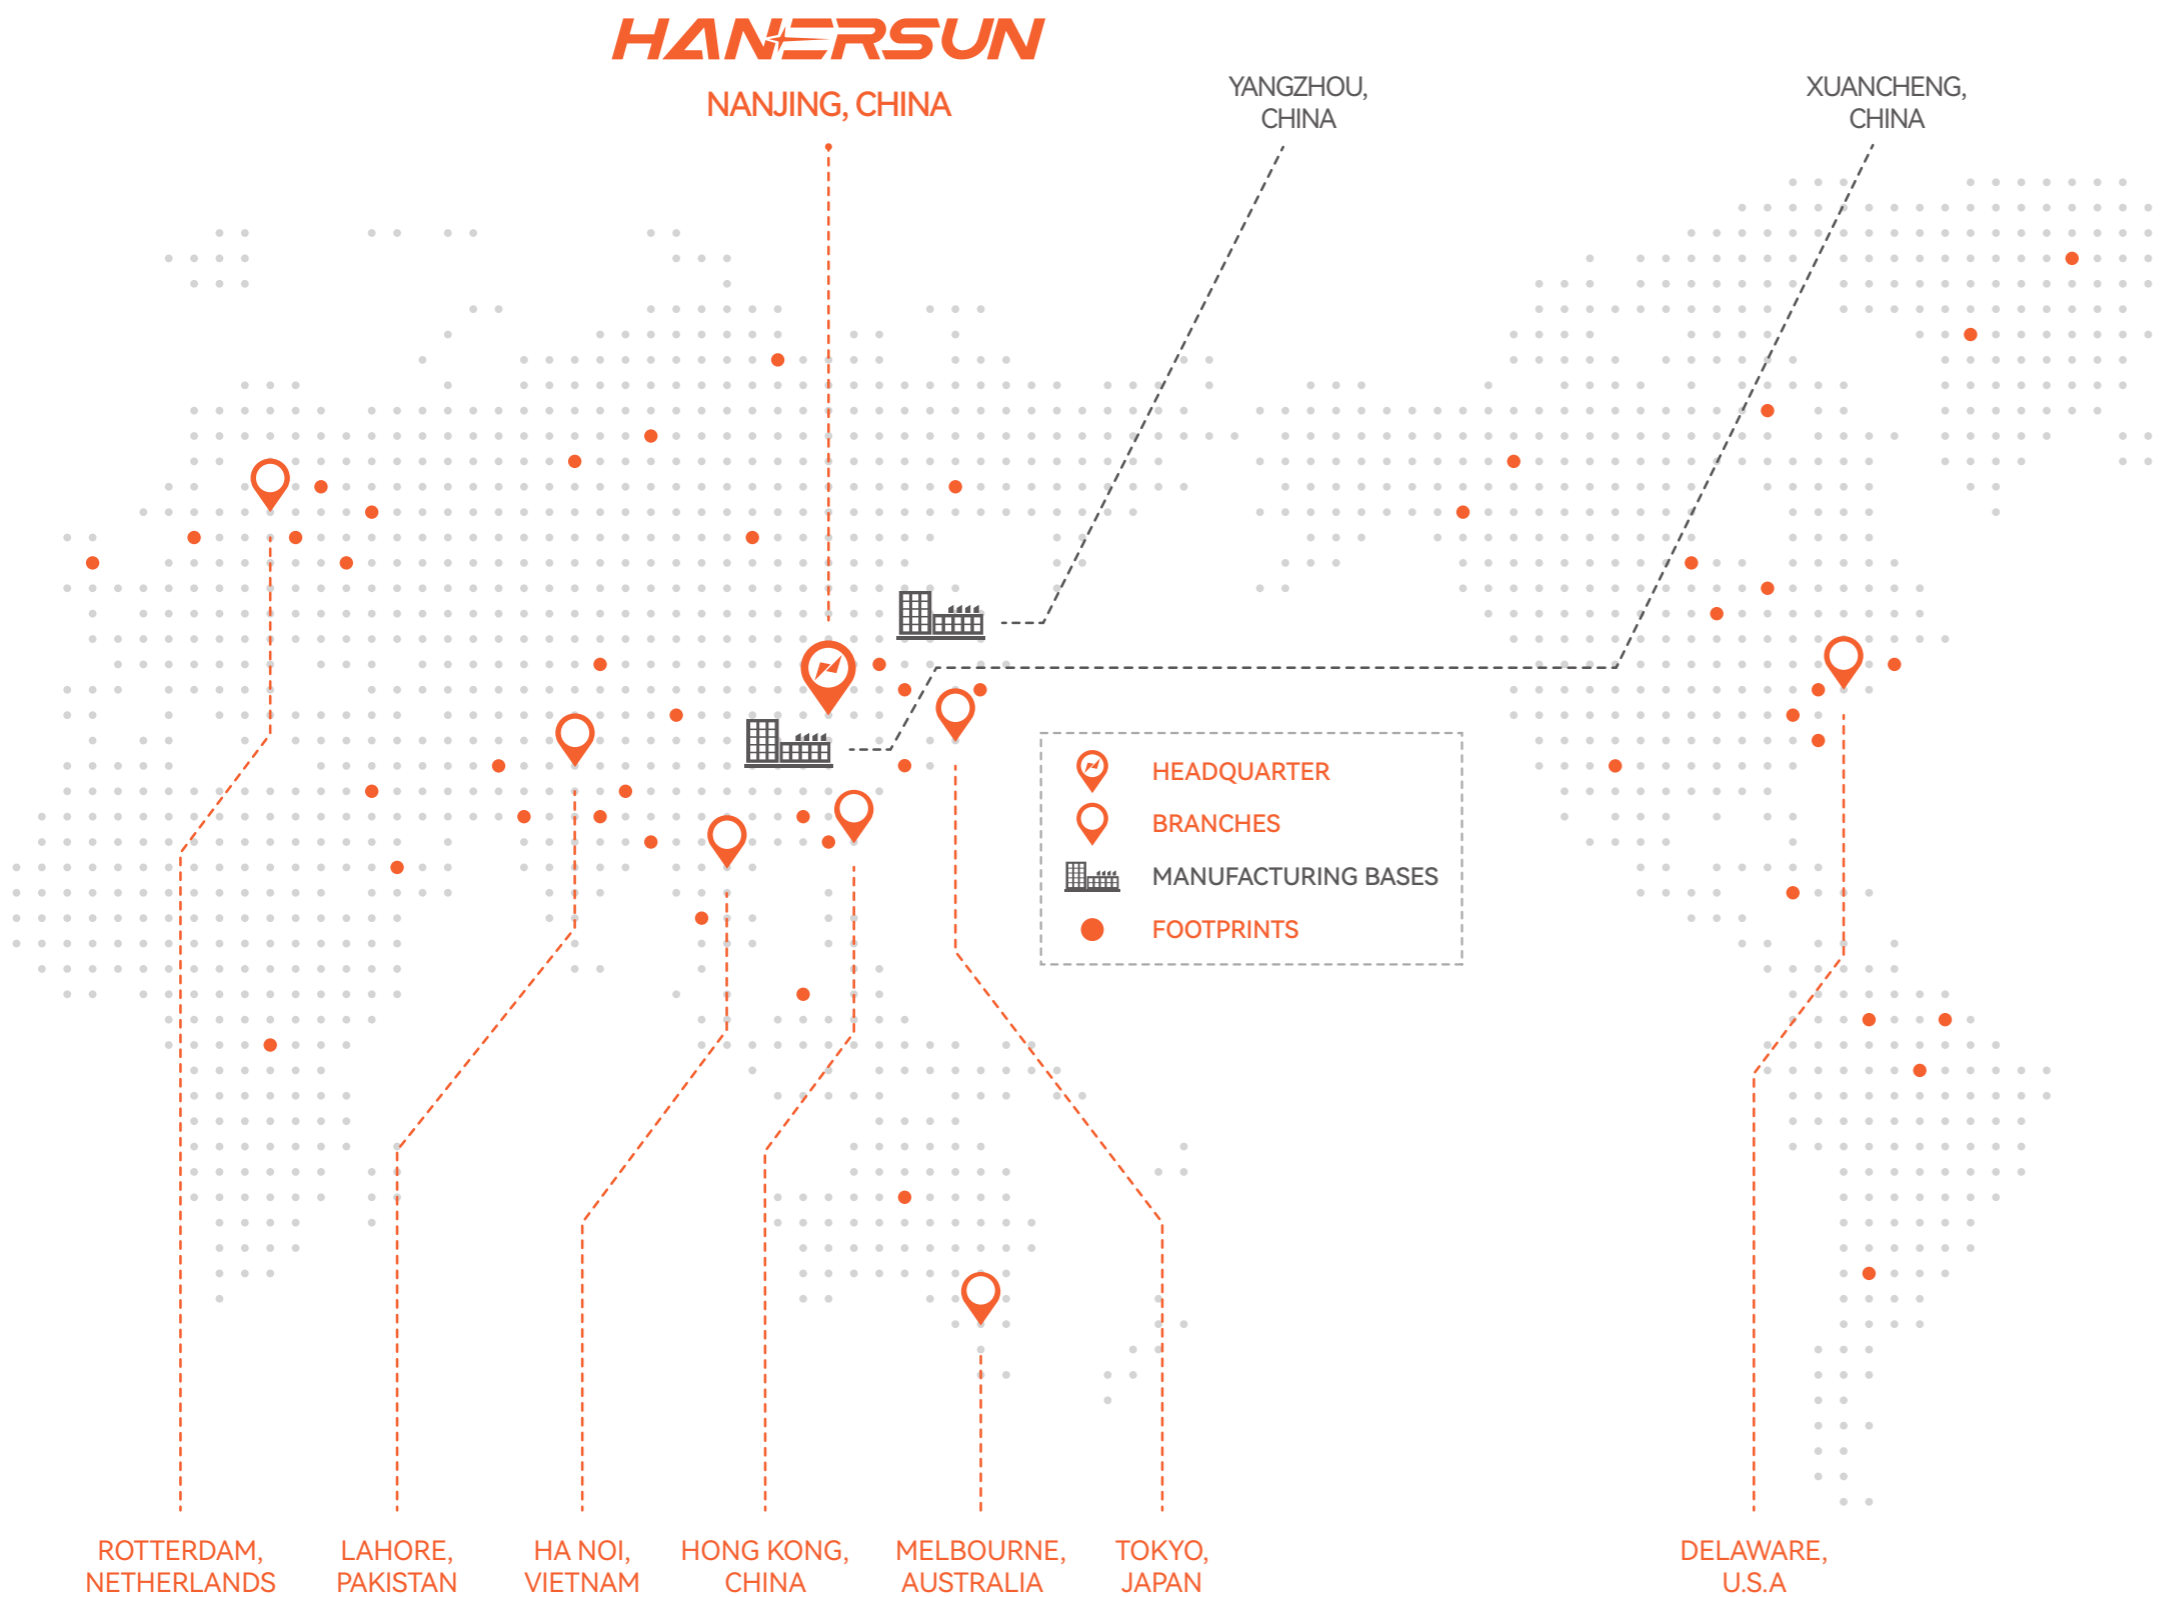 HANERSUN
NANJING, CHINA
YANGZHOU,
CHINA
XUANCHENG,
CHINA
HEADQUARTER
BRANCHES
MANUFACTURING BASES
FOOTPRINTS
ROTTERDAM,
NETHERLANDS
LAHORE,
PAKISTAN
HA NOI,
VIETNAM
HONG KONG,
CHINA
MELBOURNE,
AUSTRALIA
TOKYO,
JAPAN
DELAWARE,
U.S.A